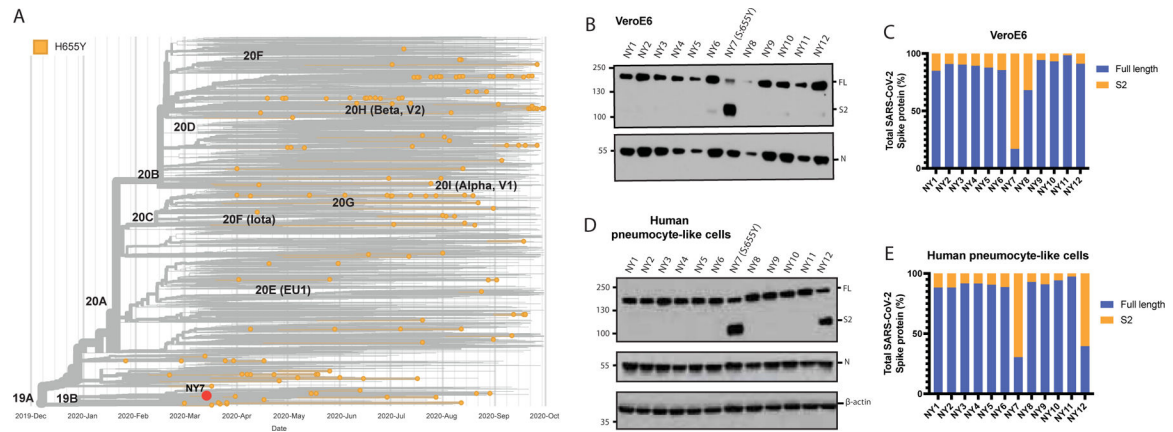 A
H655Y
20F
20H (Beta, V2)
20D
20B
20I (Alpha, V1)
20G
20C
20F (Iota)
20E (EU1)
20A
NY7
19A
19B
2019-Dec
2020-Jan
2020-Feb
2020-Mar
2020-Apr
2020-May
2020-Jun
2020-Jul
2020-Aug
2020-Sep
2020-Oct
Date
B
VeroE6
NY1
NY2
NY3
NY4
NY5
NY6
NY7 (S:655Y)
NY8
NY9
NY10
NY11
NY12
250
130
100
55
FL
S2
N
C
VeroE6
Total SARS-CoV-2
Spike protein (%)
100
50
0
NY1
NY2
NY3
NY4
NY5
NY6
NY7
NY8
NY9
NY10
NY11
NY12
Full length
S2
D
Human
pneumocyte-like cells
NY1
NY2
NY3
NY4
NY5
NY6
NY7 (S:655Y)
NY8
NY9
NY10
NY11
NY12
250
130
100
55
35
FL
S2
N
β-actin
E
Human pneumocyte-like cells
Total SARS-CoV-2
Spike protein (%)
100
50
0
NY1
NY2
NY3
NY4
NY5
NY6
NY7
NY8
NY9
NY10
NY11
NY12
Full length
S2